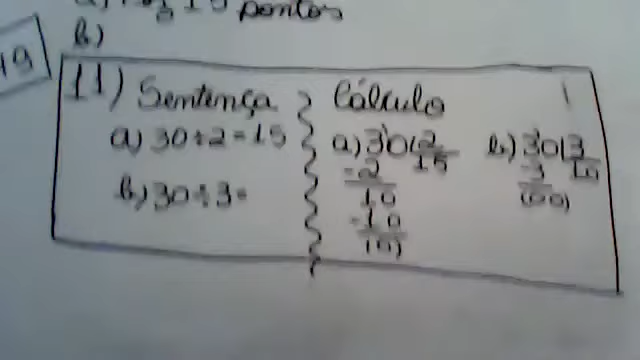 15 pontos
b)
19
11) Sentença
a) 30÷2=15
b) 30÷3=
Cálculo
a) 30|2
-2 15
10
-10
(0)
b) 30|3
-3 10
(00)